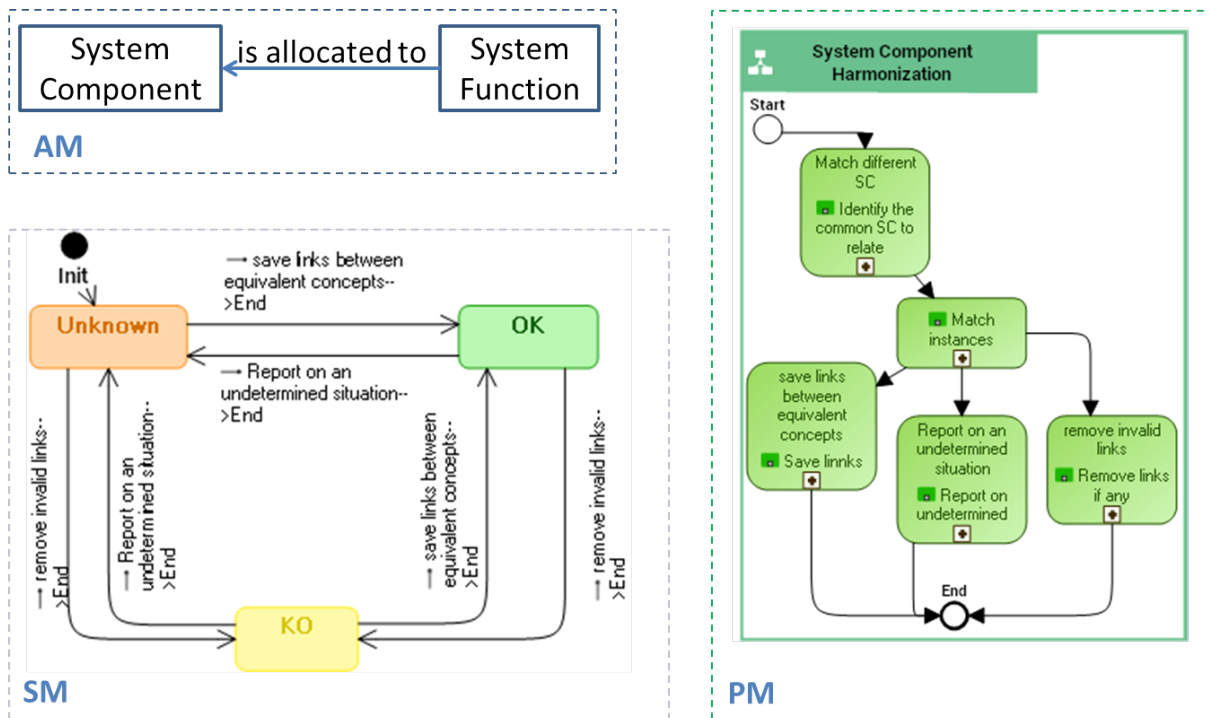 System
Component
is allocated to
System
Function
AM
Init
Unknown
OK
KO
→ save links between
equivalent concepts--
>End
→ Report on an
undetermined situation--
>End
→ remove invalid links--
>End
→ Report on an
undetermined situation--
>End
→ save links between
equivalent concepts--
>End
→ remove invalid links--
>End
SM
System Component
Harmonization
Start
Match different
SC
Identify the
common SC to
relate
Match
instances
save links
between
equivalent
concepts
Save linnks
Report on an
undetermined
situation
Report on
undetermined
remove invalid
links
Remove links
if any
End
PM